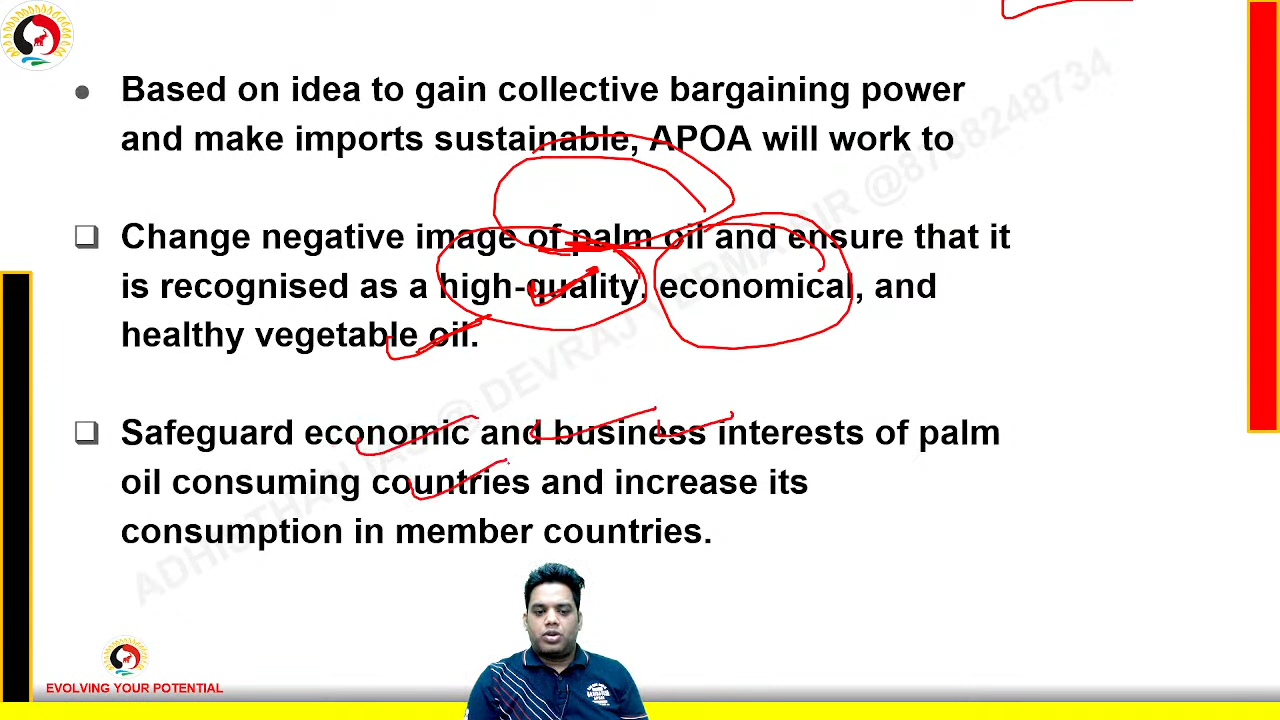 Based on idea to gain collective bargaining power
and make imports sustainable, APOA will work to
Change negative image of palm oil and ensure that it
is recognised as a high-quality, economical, and
healthy vegetable oil.
Safeguard economic and business interests of palm
oil consuming countries and increase its
consumption in member countries.
EVOLVING YOUR POTENTIAL